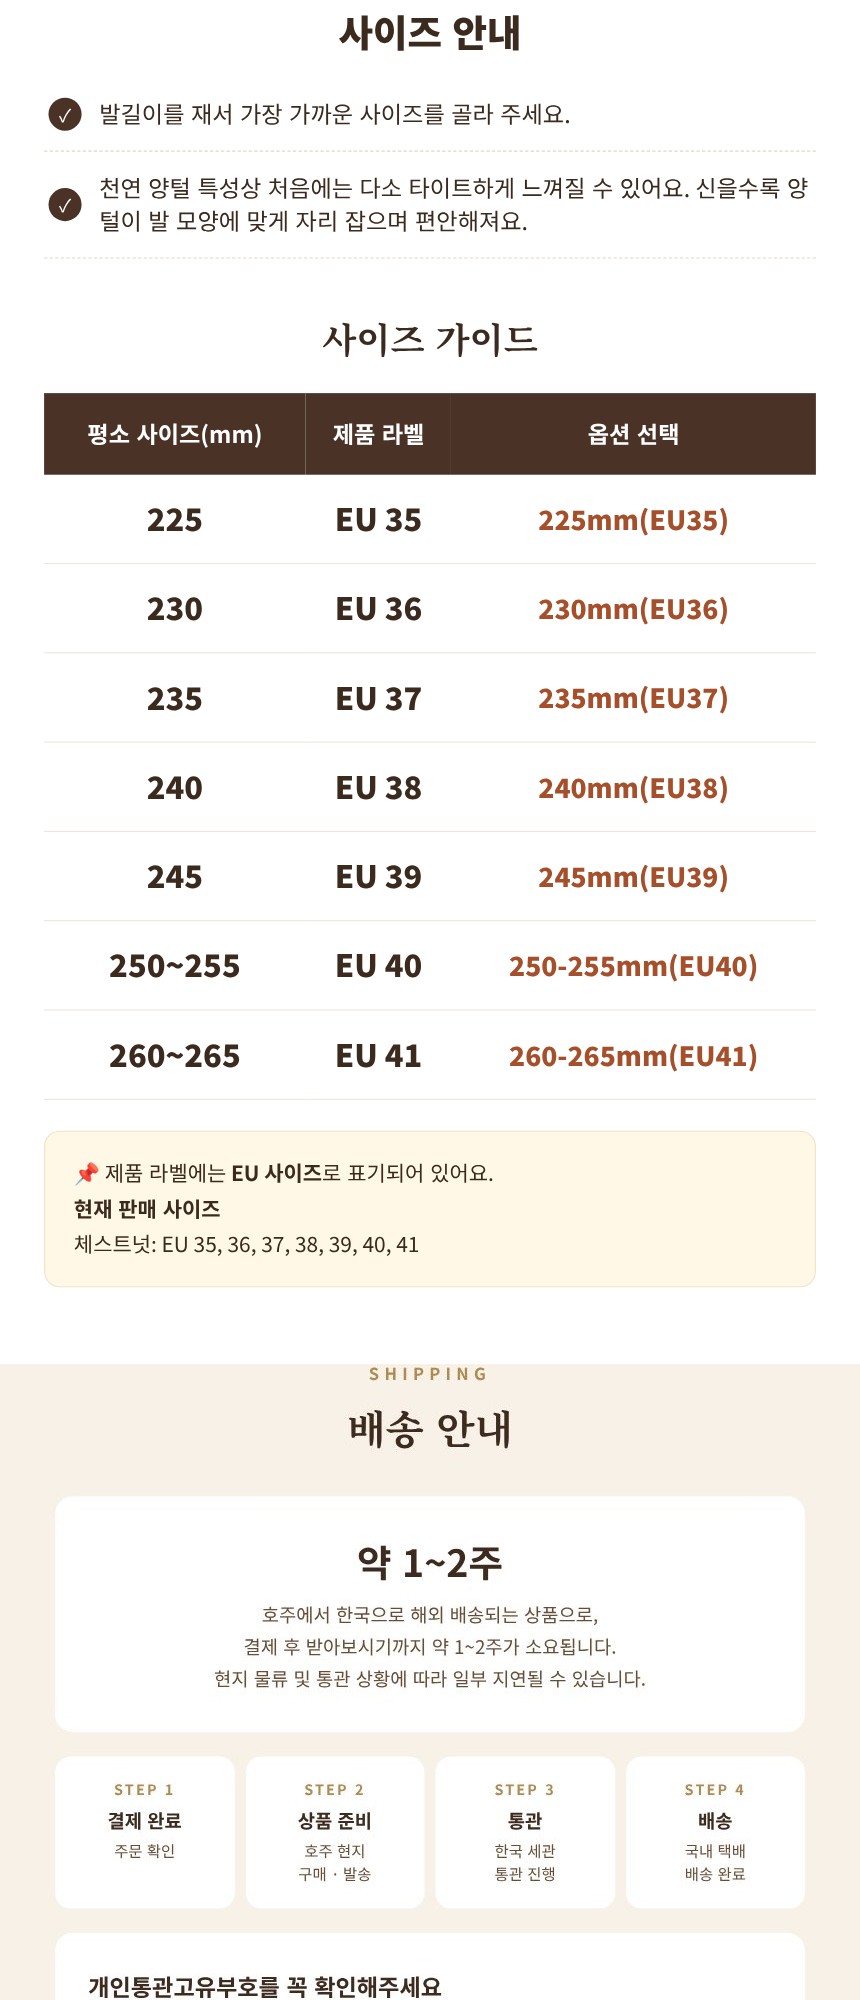 사이즈 안내
✓ 발길이를 재서 가장 가까운 사이즈를 골라 주세요.
✓ 천연 양털 특성상 처음에는 다소 타이트하게 느껴질 수 있어요. 신을수록 양
털이 발 모양에 맞게 자리 잡으며 편안해져요.
사이즈 가이드
평소 사이즈(mm) 제품 라벨 옵션 선택
225 EU 35 225mm(EU35)
230 EU 36 230mm(EU36)
235 EU 37 235mm(EU37)
240 EU 38 240mm(EU38)
245 EU 39 245mm(EU39)
250~255 EU 40 250-255mm(EU40)
260~265 EU 41 260-265mm(EU41)
📌 제품 라벨에는 EU 사이즈로 표기되어 있어요.
현재 판매 사이즈
체스트넛: EU 35, 36, 37, 38, 39, 40, 41
SHIPPING
배송 안내
약 1~2주
호주에서 한국으로 해외 배송되는 상품으로,
결제 후 받아보시기까지 약 1~2주가 소요됩니다.
현지 물류 및 통관 상황에 따라 일부 지연될 수 있습니다.
STEP 1
결제 완료
주문 확인
STEP 2
상품 준비
호주 현지
구매 · 발송
STEP 3
통관
한국 세관
통관 진행
STEP 4
배송
국내 택배
배송 완료
개인통관고유부호를 꼭 확인해주세요